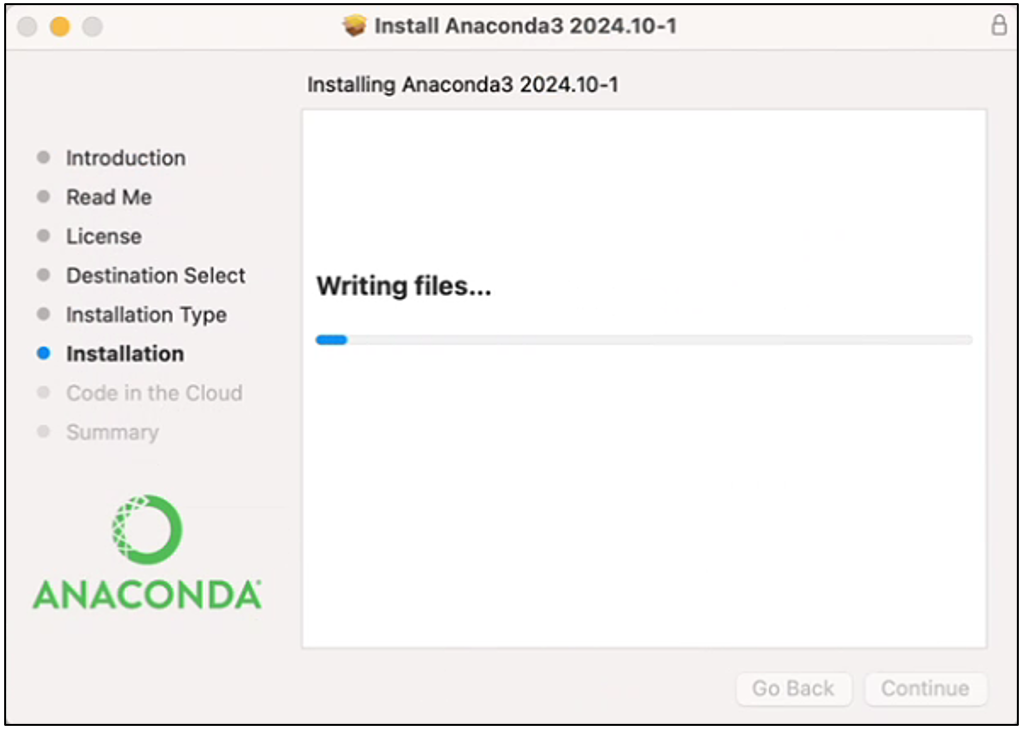 Install Anaconda3 2024.10-1
Installing Anaconda3 2024.10-1
Introduction
Read Me
License
Destination Select
Installation Type
Installation
Code in the Cloud
Summary
Writing files...
ANACONDA
Go Back
Continue